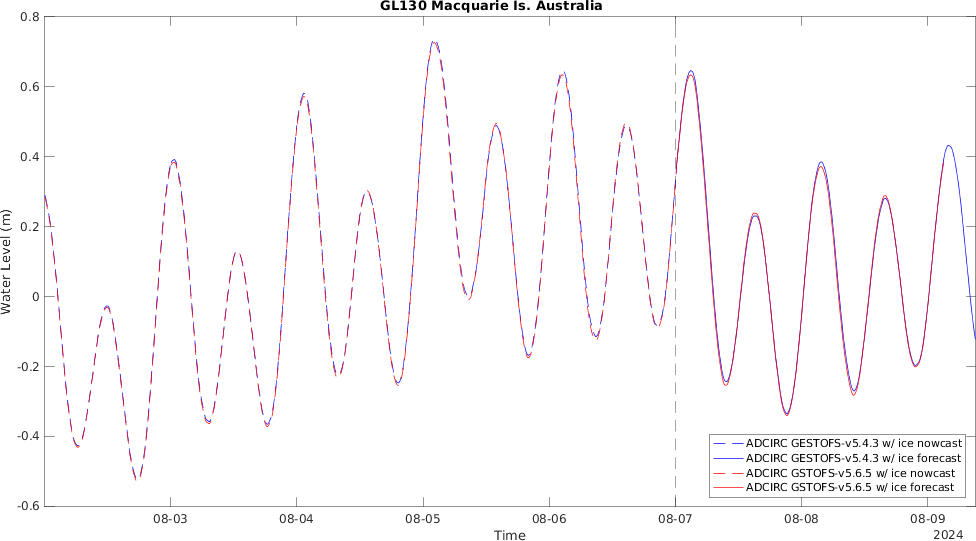 GL130 Macquarie Is. Australia
0.8
0.6
0.4
0.2
0
-0.2
-0.4
-0.6
Water Level (m)
ADCIRC GESTOFS-v5.4.3 w/ ice nowcast
ADCIRC GESTOFS-v5.4.3 w/ ice forecast
ADCIRC GSTOFS-v5.6.5 w/ ice nowcast
ADCIRC GSTOFS-v5.6.5 w/ ice forecast
08-03 08-04 08-05 08-06 08-07 08-08 08-09
Time
2024